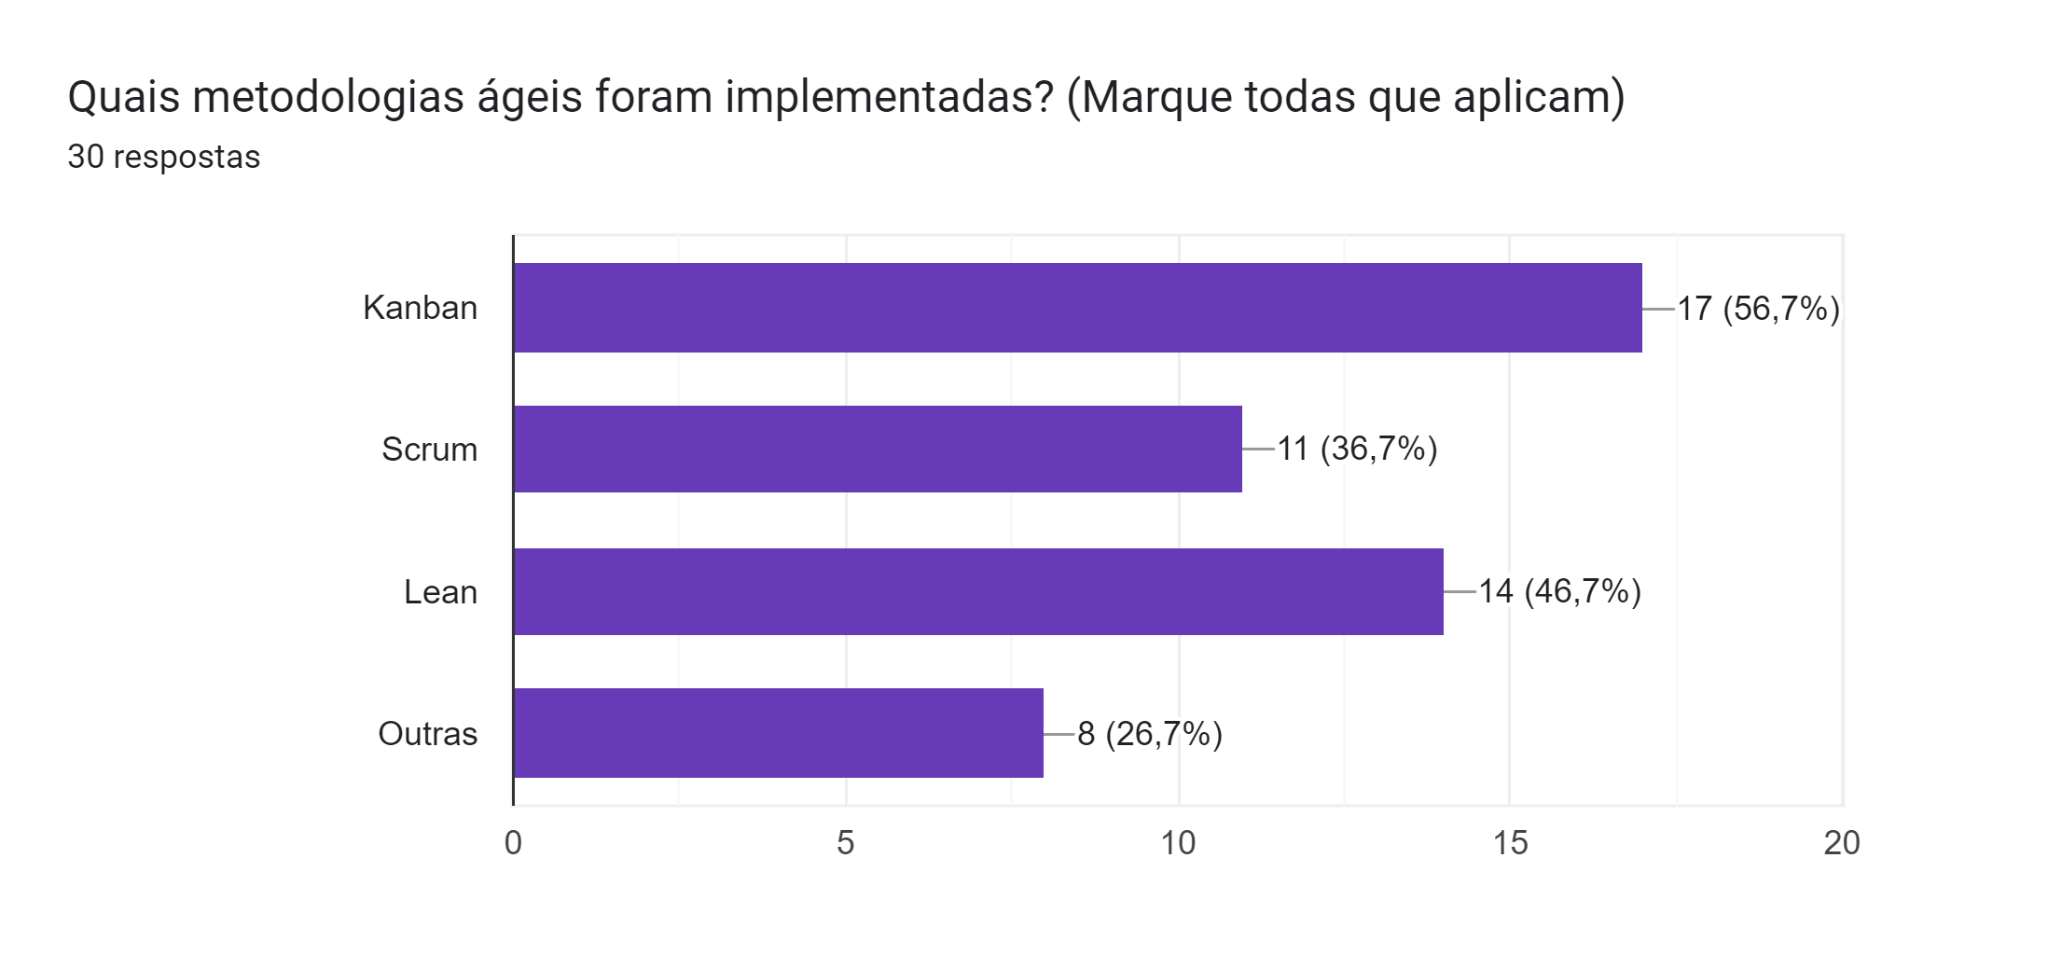 Quais metodologias ágeis foram implementadas? (Marque todas que aplicam)
30 respostas
Kanban 17 (56,7%)
Scrum 11 (36,7%)
Lean 14 (46,7%)
Outras 8 (26,7%)
0 5 10 15 20